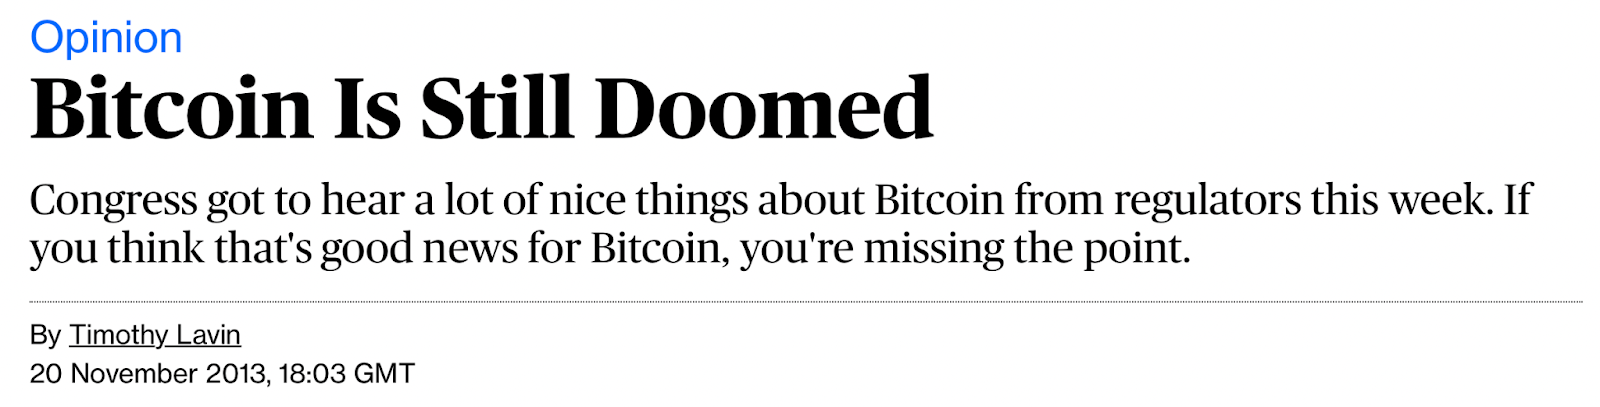 Opinion
Bitcoin Is Still Doomed
Congress got to hear a lot of nice things about Bitcoin from regulators this week. If
you think that's good news for Bitcoin, you're missing the point.
By Timothy Lavin
20 November 2013, 18:03 GMT